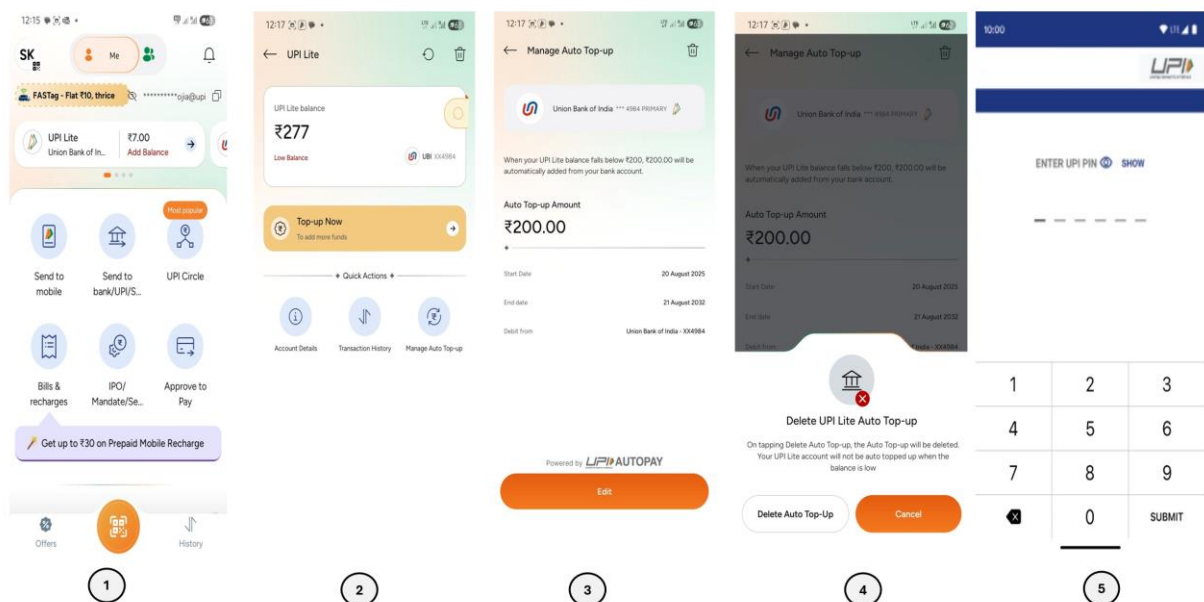 12:15
SK
Me
FASTag - Flat ₹10, thrice
**********ojia@upi
UPI Lite
Union Bank of In...
₹7.00
Add Balance
Most popular
Send to
mobile
Send to
bank/UPI/S...
UPI Circle
Bills &
recharges
IPO/
Mandate/Se...
Approve to
Pay
Get up to ₹30 on Prepaid Mobile Recharge
Offers
History
1
12:17
UPI Lite
UPI Lite balance
₹277
Low Balance
UBI XX4984
Top-up Now
To add more funds
Quick Actions
Account Details
Transaction History
Manage Auto Top-up
2
12:17
Manage Auto Top-up
Union Bank of India *** 4984 PRIMARY
When your UPI Lite balance falls below ₹200, ₹200.00 will be
automatically added from your bank account.
Auto Top-up Amount
₹200.00
Start Date 20 August 2025
End date 21 August 2032
Debit from Union Bank of India - XX4984
Powered by UPI AUTOPAY
Edit
3
12:17
Manage Auto Top-up
Union Bank of India *** 4984 PRIMARY
When your UPI Lite balance falls below ₹200, ₹200.00 will be
automatically added from your bank account.
Auto Top-up Amount
₹200.00
Start Date 20 August 2025
End date 21 August 2032
Debit from of India - XX4984
Delete UPI Lite Auto Top-up
On tapping Delete Auto Top-up, the Auto Top-up will be deleted.
Your UPI Lite account will not be auto topped up when the
balance is low
Delete Auto Top-Up
Cancel
4
10:00
LTE
UPI
ENTER UPI PIN SHOW
1 2 3
4 5 6
7 8 9
0 SUBMIT
5